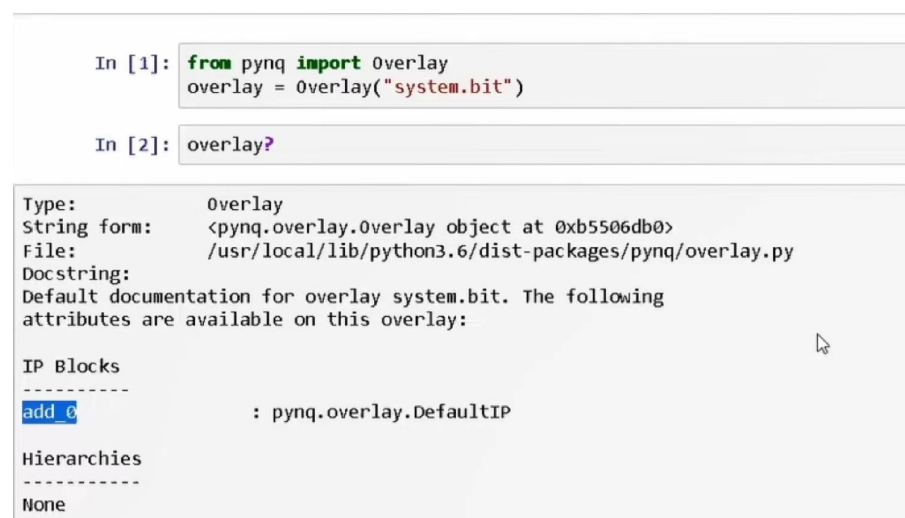 In [1]: from pynq import Overlay
overlay = Overlay("system.bit")
In [2]: overlay?
Type: Overlay
String form: <pynq.overlay.Overlay object at 0xb5506db0>
File: /usr/local/lib/python3.6/dist-packages/pynq/overlay.py
Docstring:
Default documentation for overlay system.bit. The following
attributes are available on this overlay:
IP Blocks
----------
add_0 : pynq.overlay.DefaultIP
Hierarchies
-----------
None